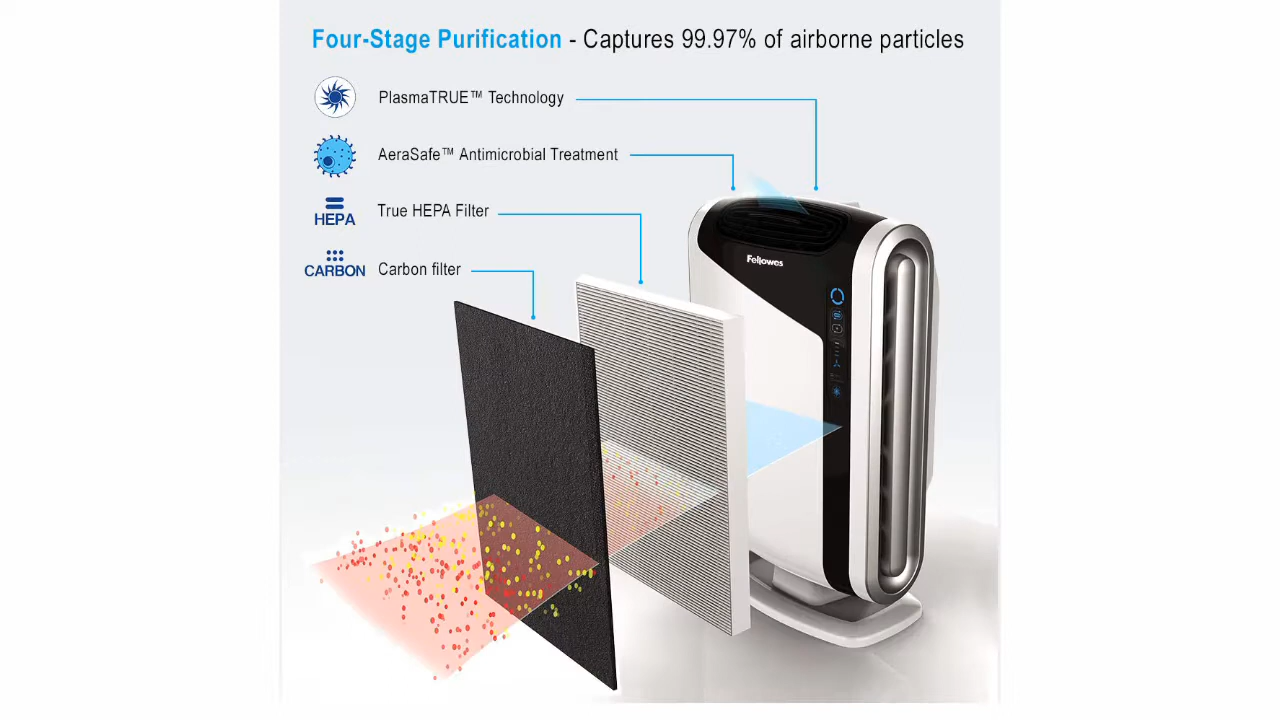 Four-Stage Purification - Captures 99.97% of airborne particles
PlasmaTRUE™ Technology
AeraSafe™ Antimicrobial Treatment
HEPA
True HEPA Filter
CARBON
Carbon filter
Fellowes